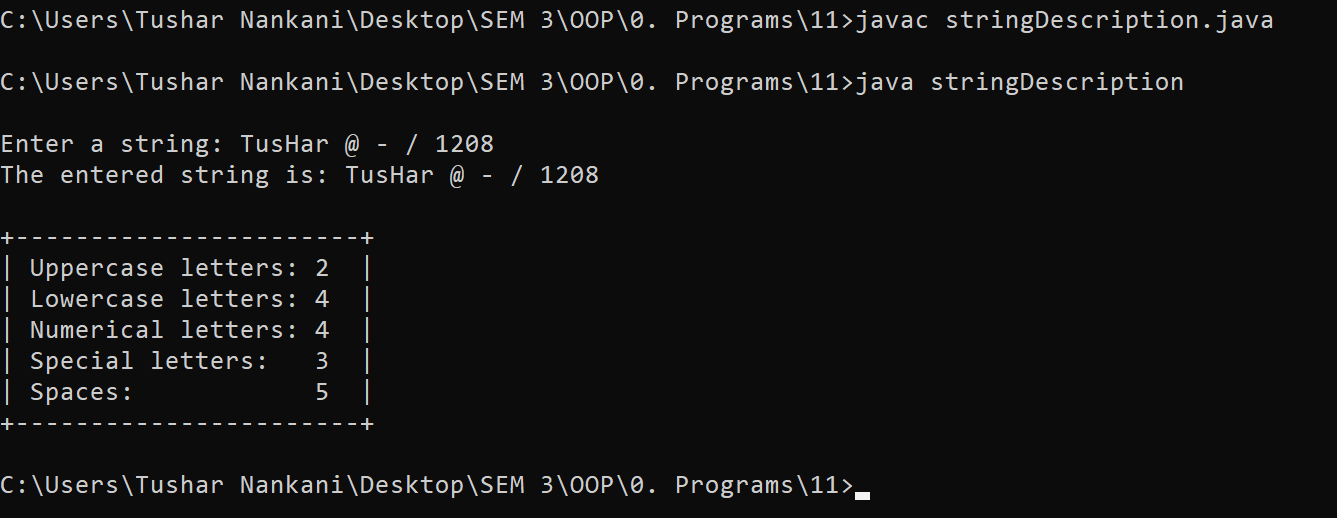 C:\Users\Tushar Nankani\Desktop\SEM 3\OOP\0. Programs\11>javac stringDescription.java
C:\Users\Tushar Nankani\Desktop\SEM 3\OOP\0. Programs\11>java stringDescription
Enter a string: TusHar @ - / 1208
The entered string is: TusHar @ - / 1208
+-----------------------+
| Uppercase letters: 2  |
| Lowercase letters: 4  |
| Numerical letters: 4  |
| Special letters:   3  |
| Spaces:            5  |
+-----------------------+
C:\Users\Tushar Nankani\Desktop\SEM 3\OOP\0. Programs\11>